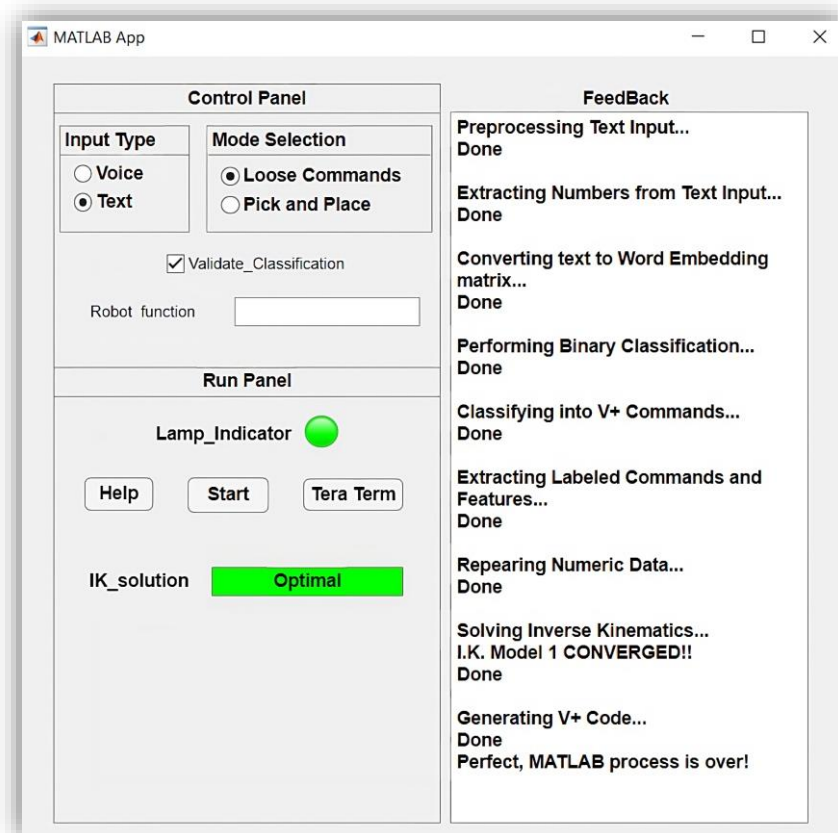 MATLAB App
Control Panel
Input Type
Voice
Text
Mode Selection
Loose Commands
Pick and Place
Validate_Classification
Robot function
Run Panel
Lamp_Indicator
Help
Start
Tera Term
IK_solution
Optimal
FeedBack
Preprocessing Text Input...
Done
Extracting Numbers from Text Input...
Done
Converting text to Word Embedding
matrix...
Done
Performing Binary Classification...
Done
Classifying into V+ Commands...
Done
Extracting Labeled Commands and
Features...
Done
Repearing Numeric Data...
Done
Solving Inverse Kinematics...
I.K. Model 1 CONVERGED!!
Done
Generating V+ Code...
Done
Perfect, MATLAB process is over!